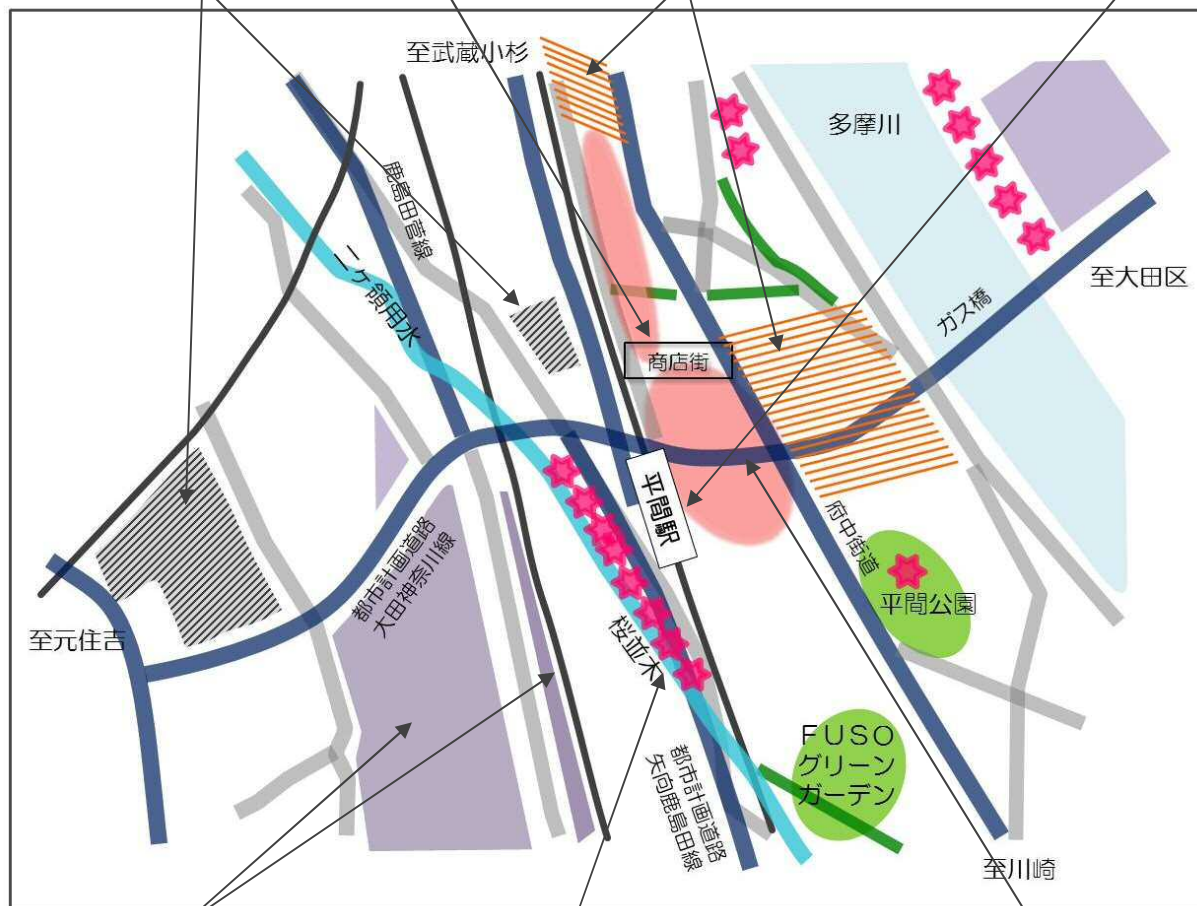 至武蔵小杉
多摩川
鹿島田菅線
二ヶ領用水
至大田区
ガス橋
商店街
平間駅
府中街道
都市計画道路
大田神奈川線
平間公園
至元住吉
桜並木
FUSO
グリーン
ガーデン
都市計画道路
矢向鹿島田線
至川崎